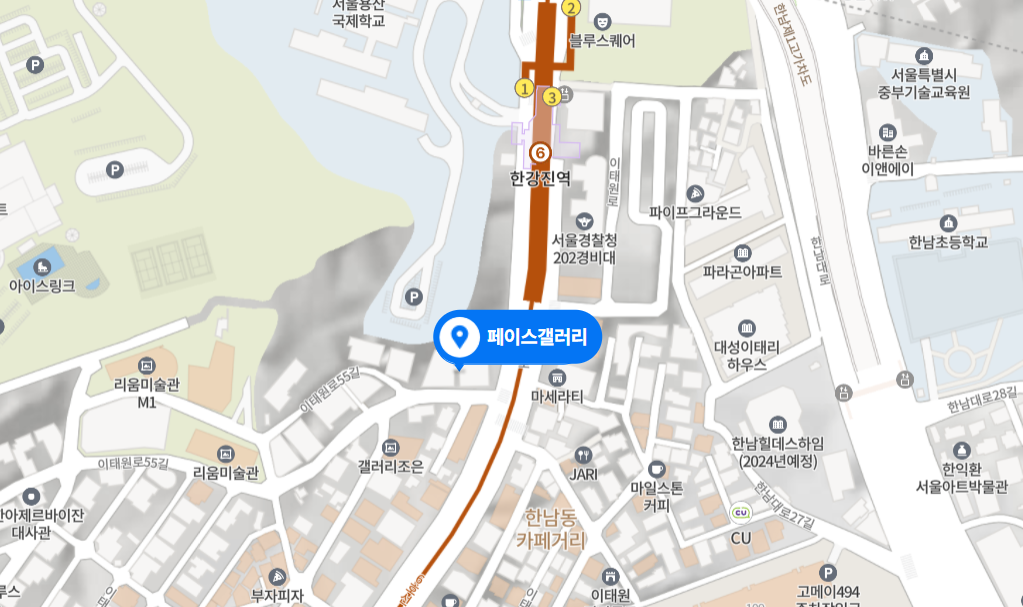 서울용산
국제학교
2
블루스퀘어
한남제1고가차도
서울특별시
중부기술교육원
P
1
3
바른손
이앤에이
6
한강진역
P
이태원로
파이프그라운드
서울경찰청
202경비대
한남대로
한남초등학교
파라곤아파트
아이스링크
P
페이스갤러리
대성이태리
하우스
리움미술관
M1
이태원로55길
마세라티
한남대로28길
한남힐데스하임
(2024년예정)
이태원로55길
리움미술관
갤러리조은
JARI
마일스톤
커피
한익환
서울아트박물관
한남대로27길
CU
CU
한남동
카페거리
대사관
부자피자
이태원
P
고메이494